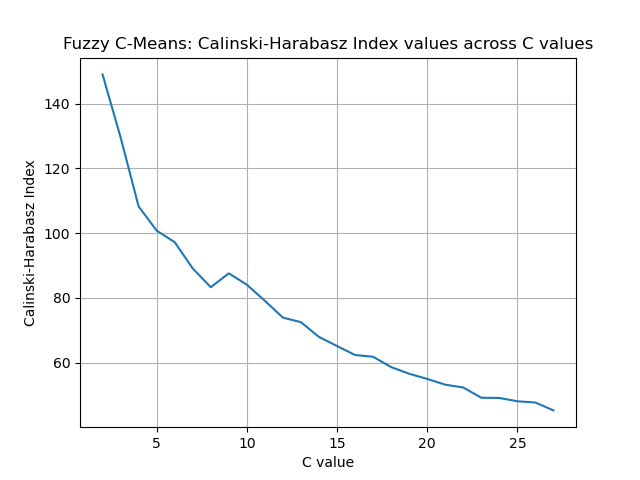 Fuzzy C-Means: Calinski-Harabasz Index values across C values
Calinski-Harabasz Index
140
120
100
80
60
5 10 15 20 25
C value